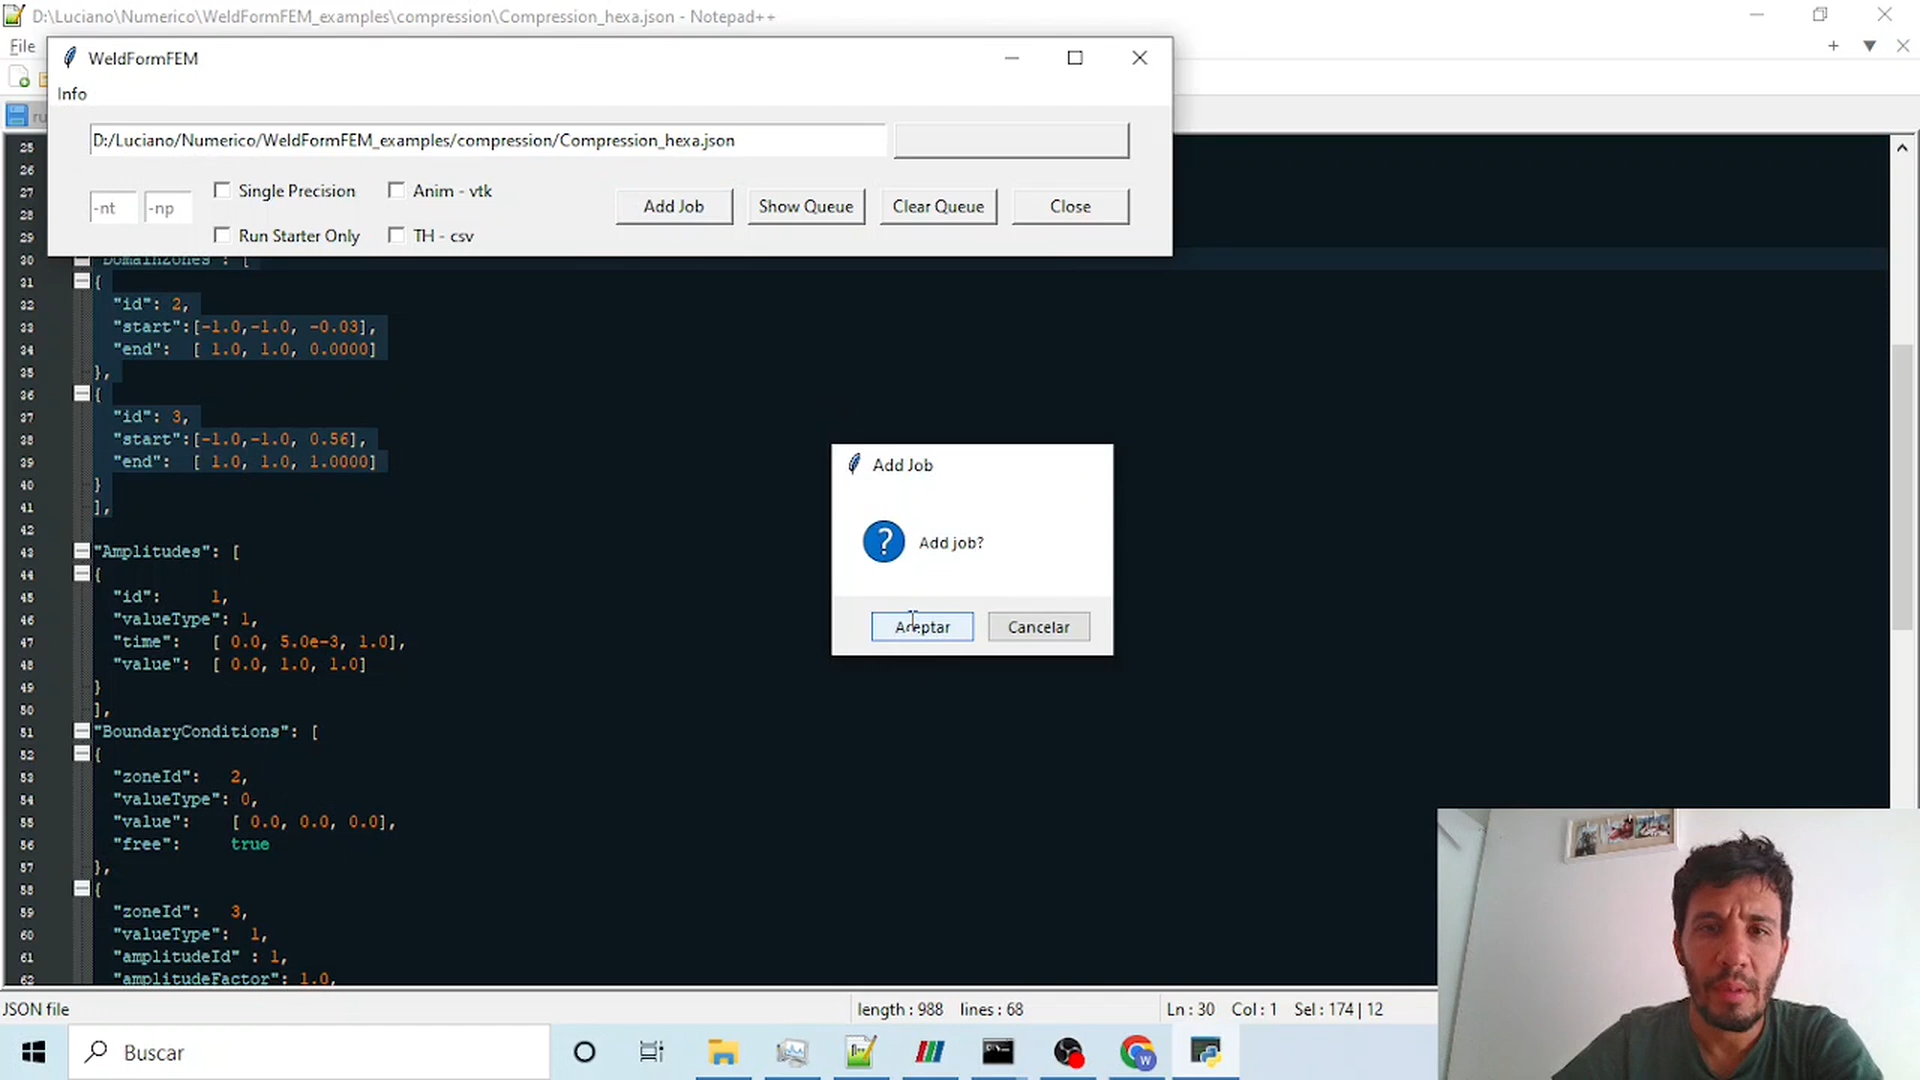 D:\Luciano\Numerico\WeldFormFEM_examples\compression\Compression_hexa.json - Notepad++
File
WeldFormFEM
Info
D:/Luciano/Numerico/WeldFormFEM_examples/compression/Compression_hexa.json
-nt
-np
Single Precision
Anim - vtk
Run Starter Only
TH - csv
Add Job
Show Queue
Clear Queue
Close
25
26
27
28
29
30 "DomainZones" : [
31 {
32 "id": 2,
33 "start":[-1.0,-1.0, -0.03],
34 "end": [ 1.0, 1.0, 0.0000]
35 },
36 {
37 "id": 3,
38 "start":[-1.0,-1.0, 0.56],
39 "end": [ 1.0, 1.0, 1.0000]
40 }
41 ],
42
43 "Amplitudes": [
44 {
45 "id": 1,
46 "valueType": 1,
47 "time": [ 0.0, 5.0e-3, 1.0],
48 "value": [ 0.0, 1.0, 1.0]
49 }
50 ],
51 "BoundaryConditions": [
52 {
53 "zoneId": 2,
54 "valueType": 0,
55 "value": [ 0.0, 0.0, 0.0],
56 "free": true
57 },
58 {
59 "zoneId": 3,
60 "valueType": 1,
61 "amplitudeId" : 1,
62 "amplitudeFactor": 1.0,
Add Job
Add job?
Aceptar
Cancelar
JSON file
length : 988 lines : 68
Ln : 30 Col : 1 Sel : 174 | 12
Buscar